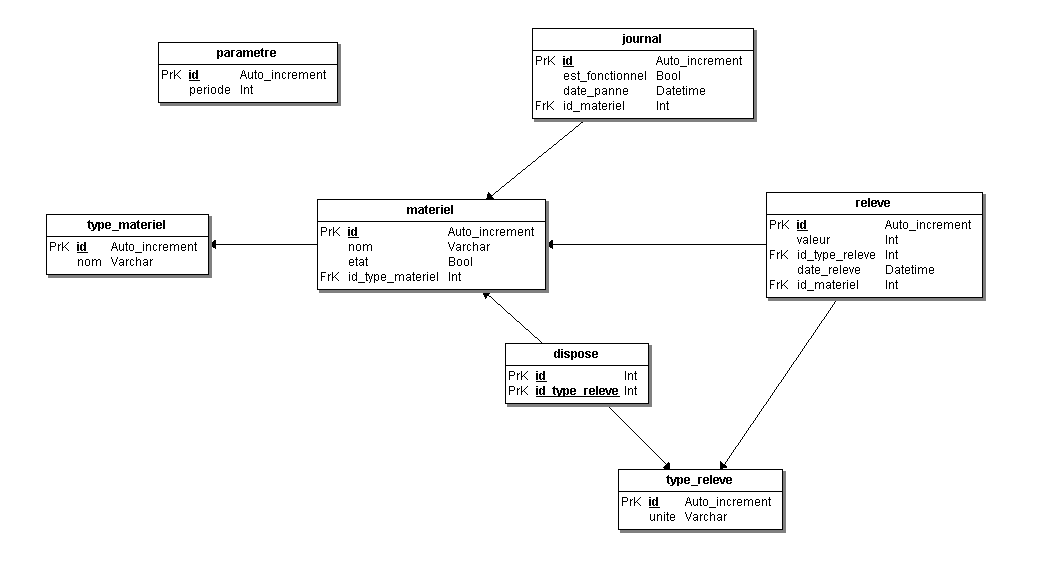 parametre
PrK id Auto_increment
periode Int
journal
PrK id Auto_increment
est_fonctionnel Bool
date_panne Datetime
FrK id_materiel Int
type_materiel
PrK id Auto_increment
nom Varchar
materiel
PrK id Auto_increment
nom Varchar
etat Bool
FrK id_type_materiel Int
releve
PrK id Auto_increment
valeur Int
FrK id_type_releve Int
date_releve Datetime
FrK id_materiel Int
dispose
PrK id Int
PrK id_type_releve Int
type_releve
PrK id Auto_increment
unite Varchar